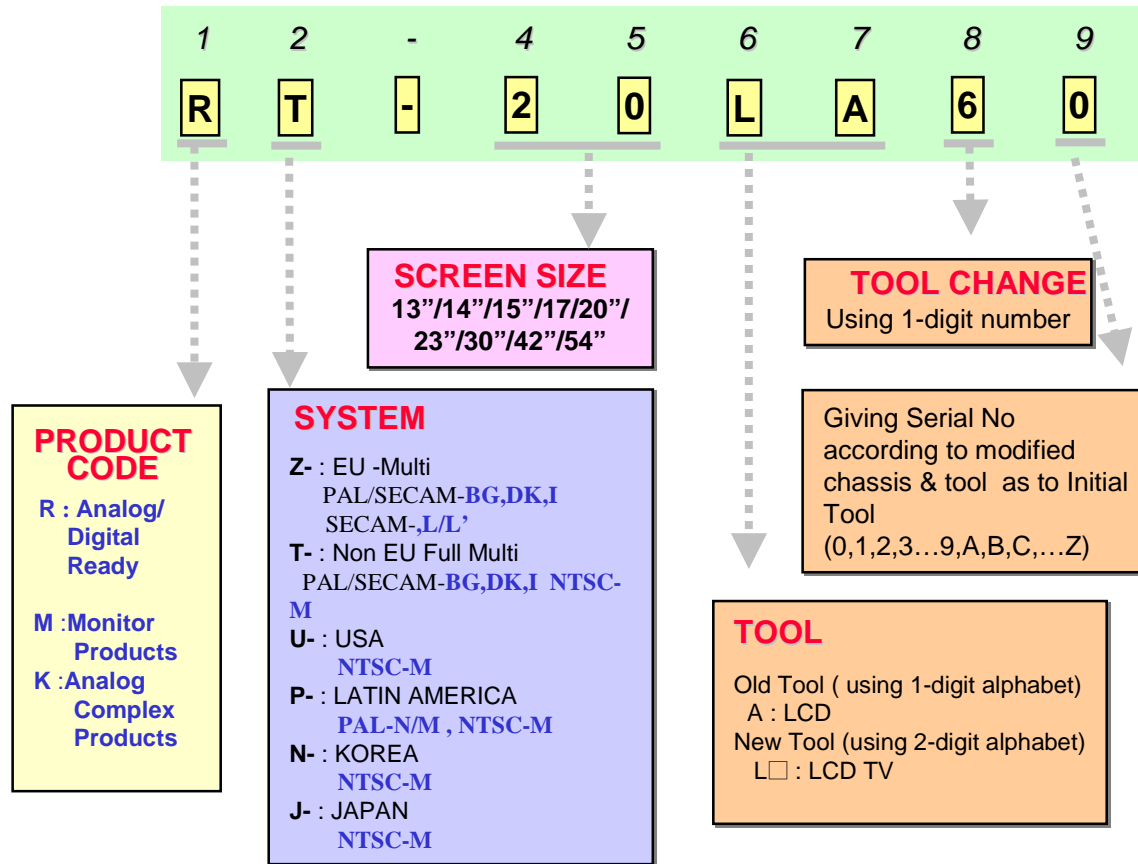 1 2 - 4 5 6 7 8 9
R T - 2 0 L A 6 0
SCREEN SIZE
13”/14”/15”/17/20”/
23”/30”/42”/54”
TOOL CHANGE
Using 1-digit number
PRODUCT
CODE
R : Analog/
Digital
Ready
M :Monitor
Products
K :Analog
Complex
Products
SYSTEM
Z- : EU -Multi
PAL/SECAM-BG,DK,I
SECAM-,L/L’
T- : Non EU Full Multi
PAL/SECAM-BG,DK,I NTSC-
M
U- : USA
NTSC-M
P- : LATIN AMERICA
PAL-N/M , NTSC-M
N- : KOREA
NTSC-M
J- : JAPAN
NTSC-M
Giving Serial No
according to modified
chassis & tool as to Initial
Tool
(0,1,2,3…9,A,B,C,…Z)
TOOL
Old Tool ( using 1-digit alphabet)
A : LCD
New Tool (using 2-digit alphabet)
L□ : LCD TV